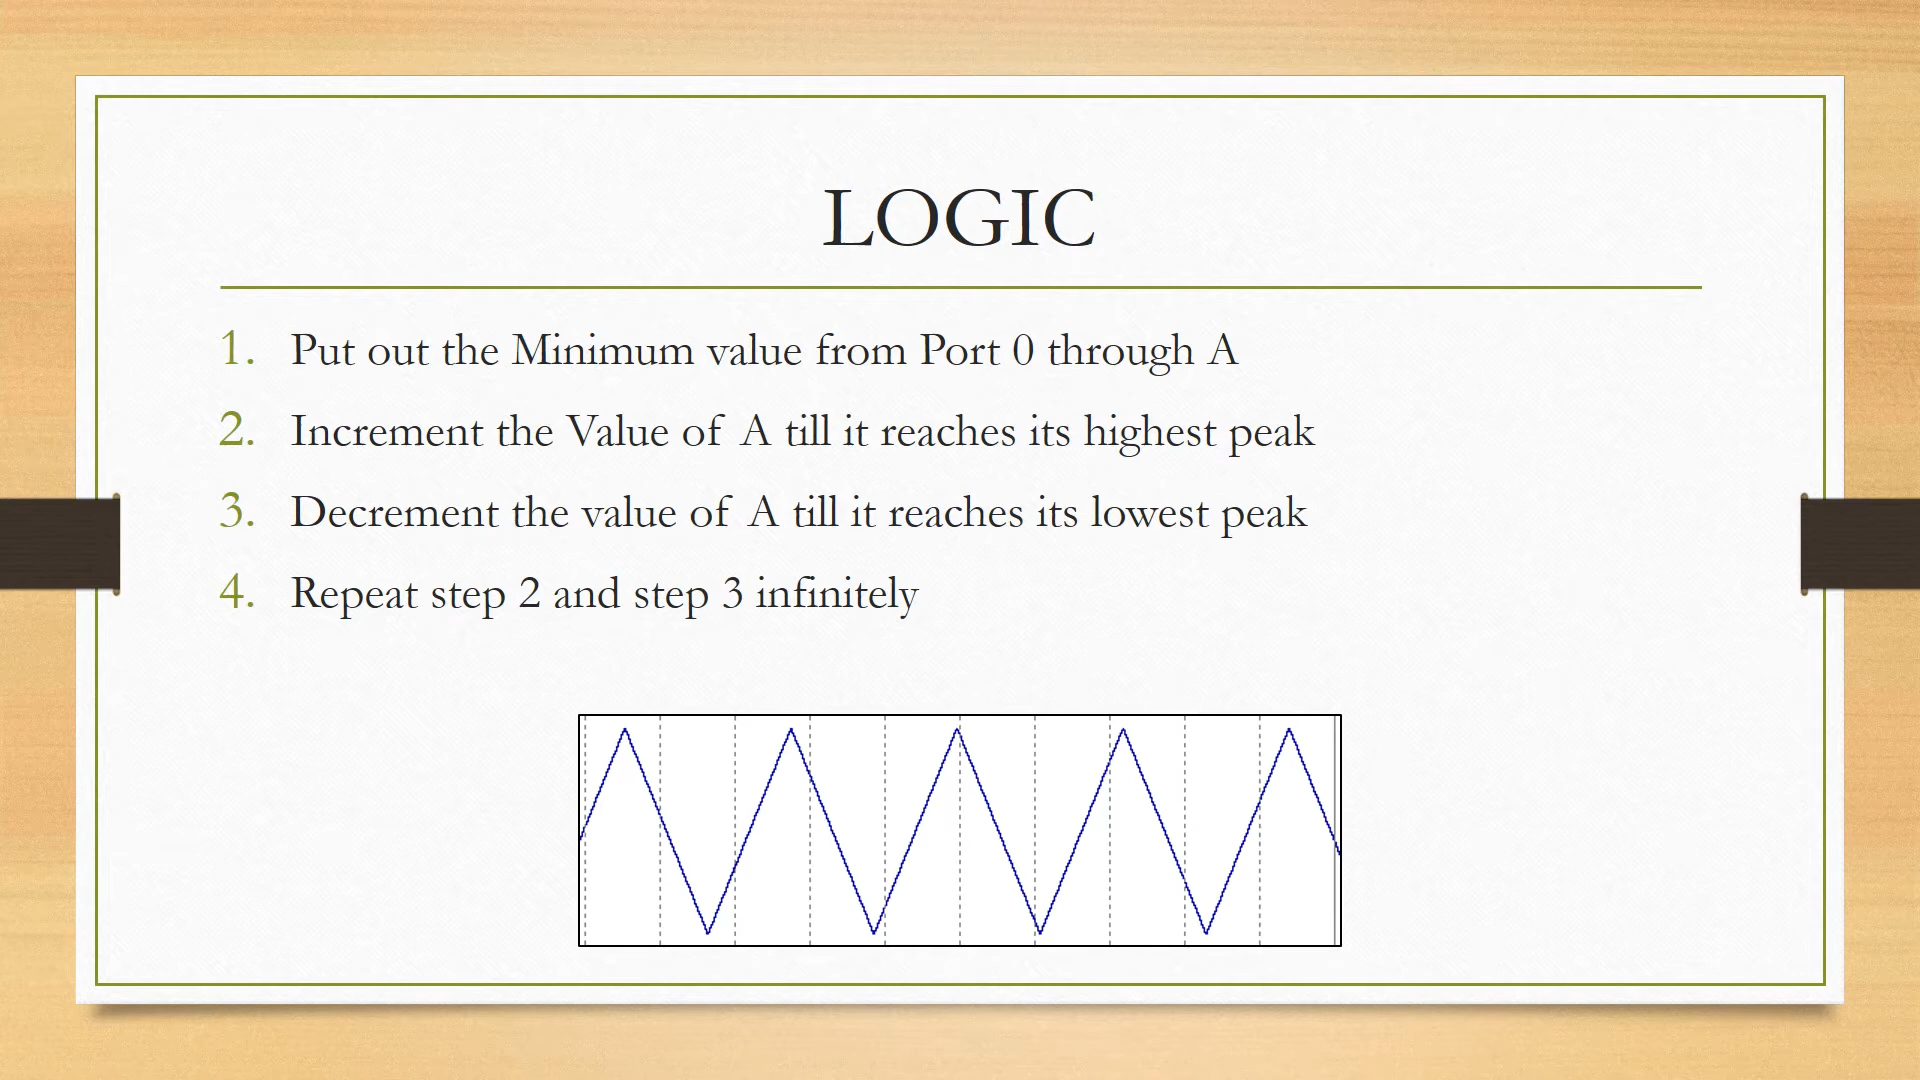 LOGIC
1. Put out the Minimum value from Port 0 through A
2. Increment the Value of A till it reaches its highest peak
3. Decrement the value of A till it reaches its lowest peak
4. Repeat step 2 and step 3 infinitely